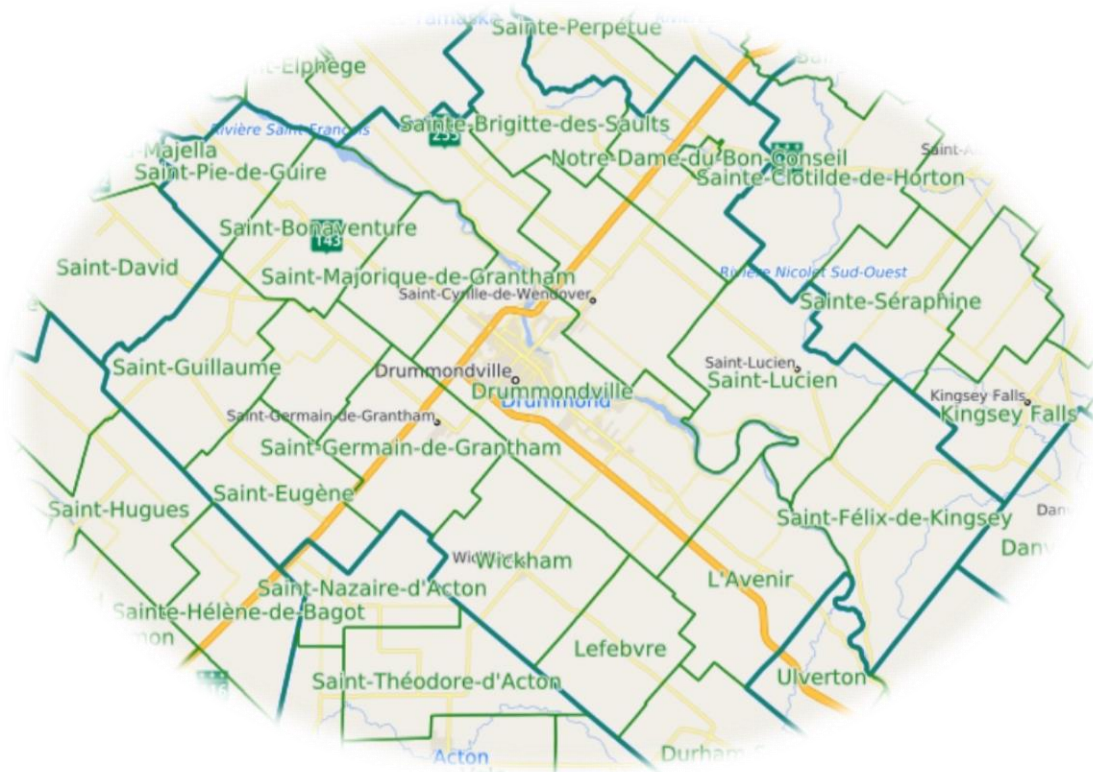 Sainte-Perpétue
Rivière Saint-François
Sainte-Brigitte-des-Saults
Notre-Dame-du-Bon-Conseil
Saint-Pie-de-Guire
Sainte-Clotilde-de-Horton
Saint-Bonaventure
143
Saint-David
Saint-Majorique-de-Grantham
Rivière Nicolet Sud-Ouest
Saint-Cyrille-de-Wendover
Sainte-Séraphine
Saint-Guillaume
Saint-Lucien
Drummondville
Saint-Lucien
Drummondville
Drummond
Kingsey Falls
Kingsey Falls
Saint-Germain-de-Grantham
Saint-Germain-de-Grantham
Saint-Eugène
Saint-Hugues
Saint-Félix-de-Kingsey
Wickham
L'Avenir
Saint-Nazaire-d'Acton
Sainte-Hélène-de-Bagot
Lefebvre
Saint-Théodore-d'Acton
Ulverton
Acton